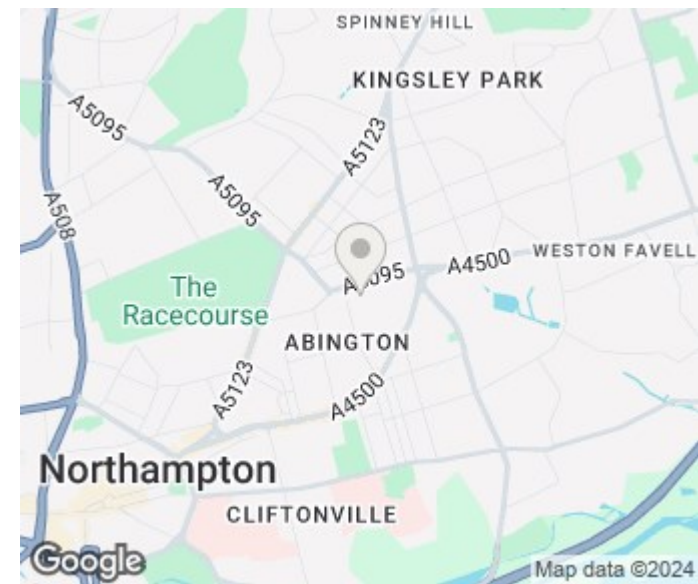 SPINNEY HILL
KINGSLEY PARK
A5095
A5123
A5095
A508
A5095
A4500
WESTON FAVELL
The
Racecourse
ABINGTON
A5123
A4500
Northampton
CLIFTONVILLE
Google
Map data ©2024